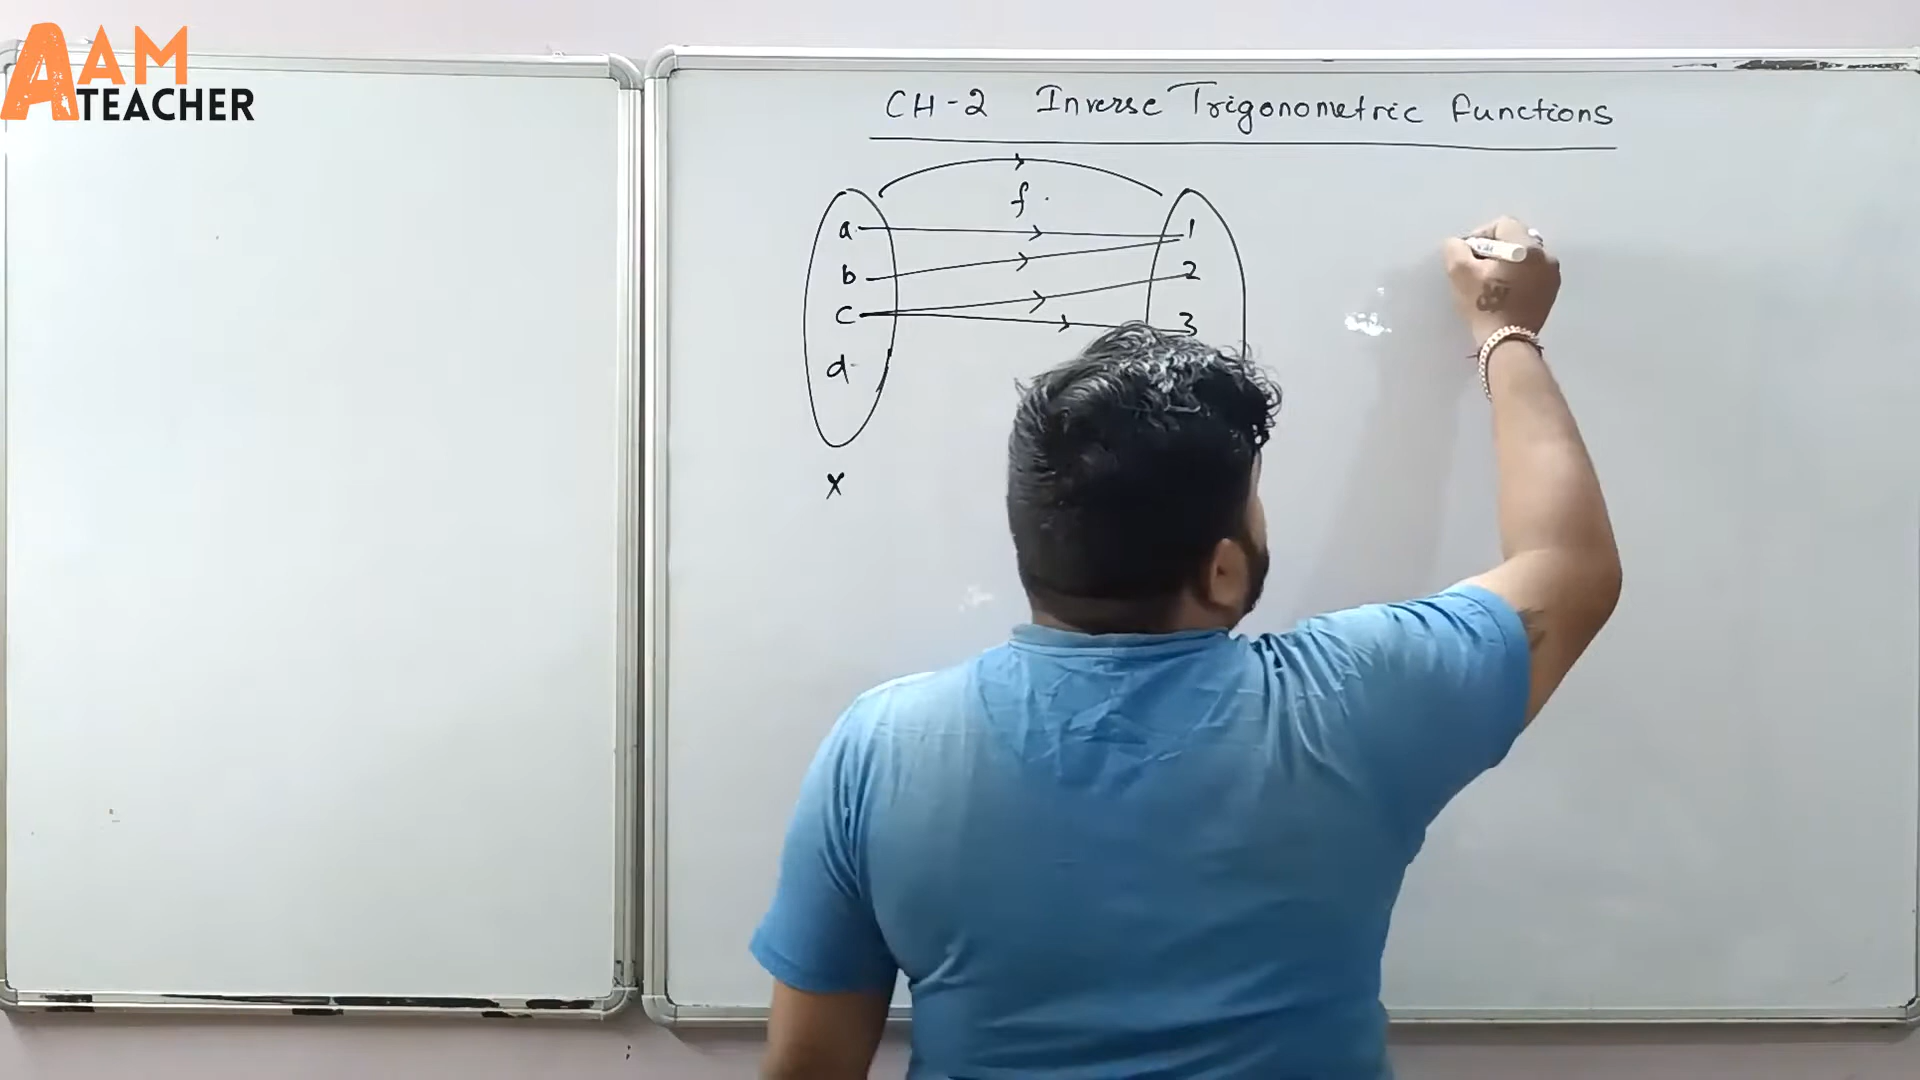 AAM
TEACHER
CH-2 Inverse Trigonometric functions
f
a 1
b 2
c 3
d
X